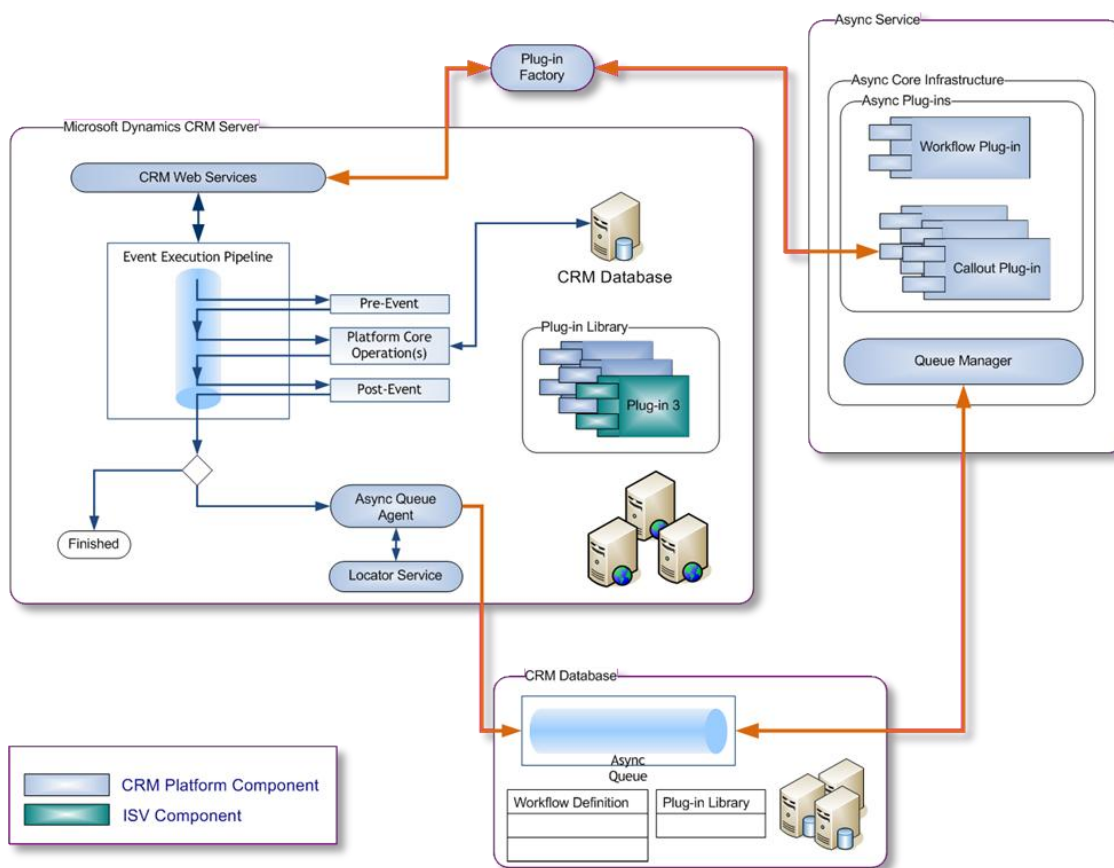 Async Service
Plug-in
Factory
Async Core Infrastructure
Async Plug-ins
Workflow Plug-in
Callout Plug-in
Queue Manager
Microsoft Dynamics CRM Server
CRM Web Services
Event Execution Pipeline
Pre-Event
Platform Core
Operation(s)
Post-Event
CRM Database
Plug-in Library
Plug-in 3
Async Queue
Agent
Finished
Locator Service
CRM Database
Async
Queue
Workflow Definition
Plug-in Library
CRM Platform Component
ISV Component